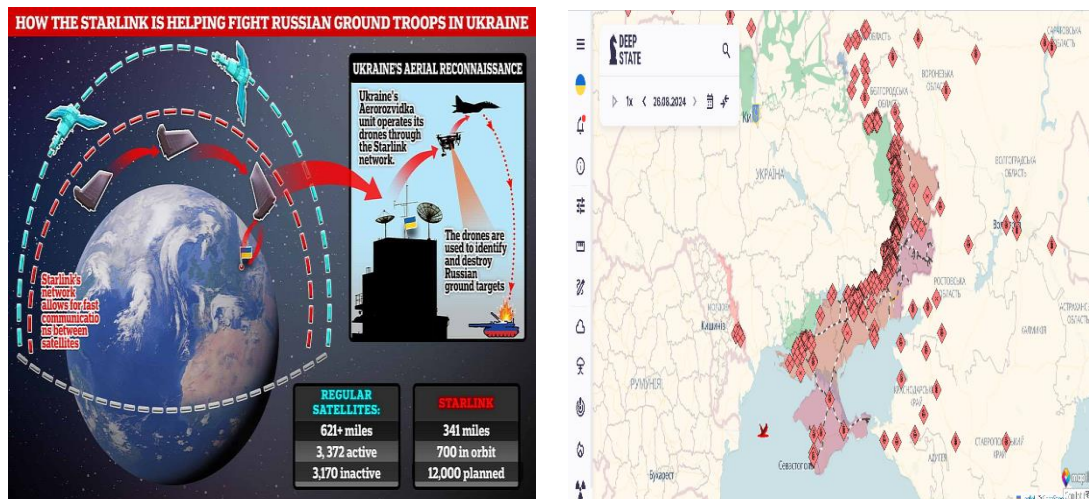 HOW THE STARLINK IS HELPING FIGHT RUSSIAN GROUND TROOPS IN UKRAINE
UKRAINE'S AERIAL RECONNAISSANCE
Ukraine's
Aerorozvidka
unit operates its
drones through
the Starlink
network.
The drones are
used to identify
and destroy
Russian
ground targets
Starlink's
network
allows for fast
communicatio
ns between
satellites
REGULAR
SATELLITES:
621+ miles
3,372 active
3,170 inactive
STARLINK
341 miles
700 in orbit
12,000 planned
DEEP
STATE
1x
26.08.2024
УКРАЇНА
БЕЛГОРОДСЬКА
ВОРОНЕЗЬКА
ОБЛАСТЬ
САРАТОВСЬКА
ОБЛАСТЬ
ВОЛГОГРАДСЬКА
ОБЛАСТЬ
РОСТОВСЬКА
ОБЛАСТЬ
КАЛМИКІЯ
КРАСНОДАРСЬКИЙ
КРАЙ
АДИГЕЯ
СТАВРОПОЛЬСЬКИЙ
КРАЙ
Кишинів
РУМУНІЯ
Бухарест
Севастополь